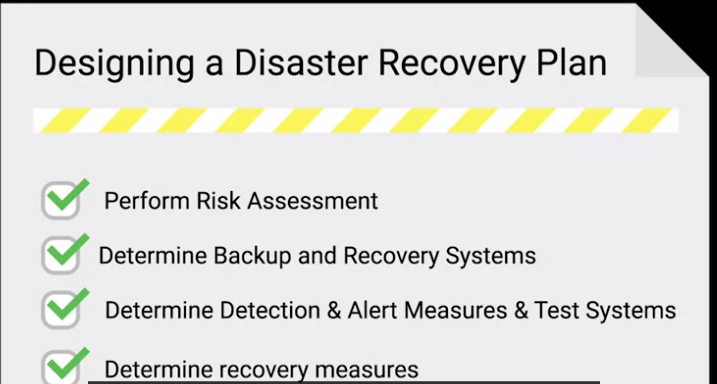 Designing a Disaster Recovery Plan
Perform Risk Assessment
Determine Backup and Recovery Systems
Determine Detection & Alert Measures & Test Systems
Determine recovery measures